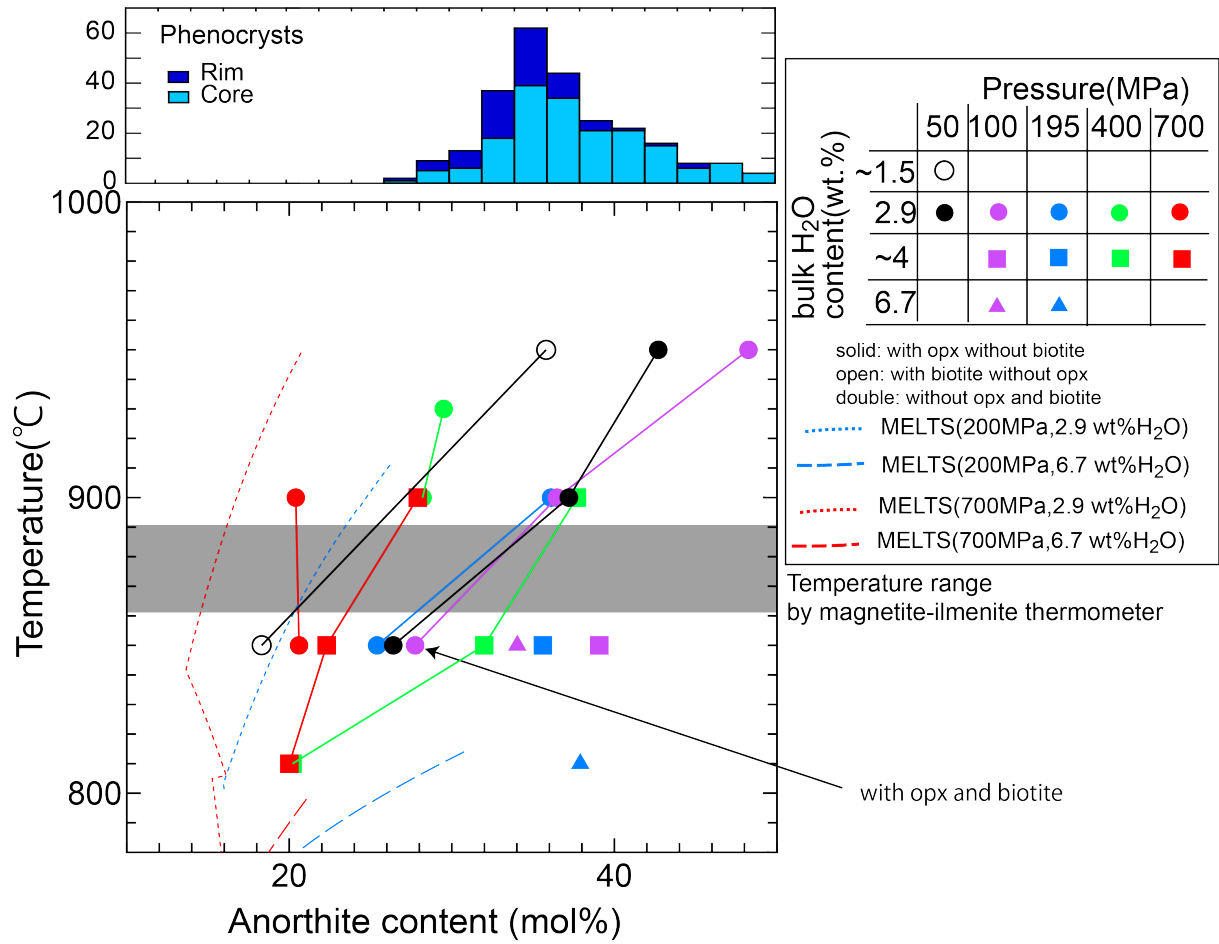 60
40
20
0
Phenocrysts
Rim
Core
1000
900
800
Temperature(℃)
20
40
Anorthite content (mol%)
Pressure(MPa)
50 100 195 400 700
bulk H₂O
content(wt.%)
~1.5
2.9
~4
6.7
solid: with opx without biotite
open: with biotite without opx
double: without opx and biotite
MELTS(200MPa,2.9 wt%H₂O)
MELTS(200MPa,6.7 wt%H₂O)
MELTS(700MPa,2.9 wt%H₂O)
MELTS(700MPa,6.7 wt%H₂O)
Temperature range
by magnetite-ilmenite thermometer
with opx and biotite